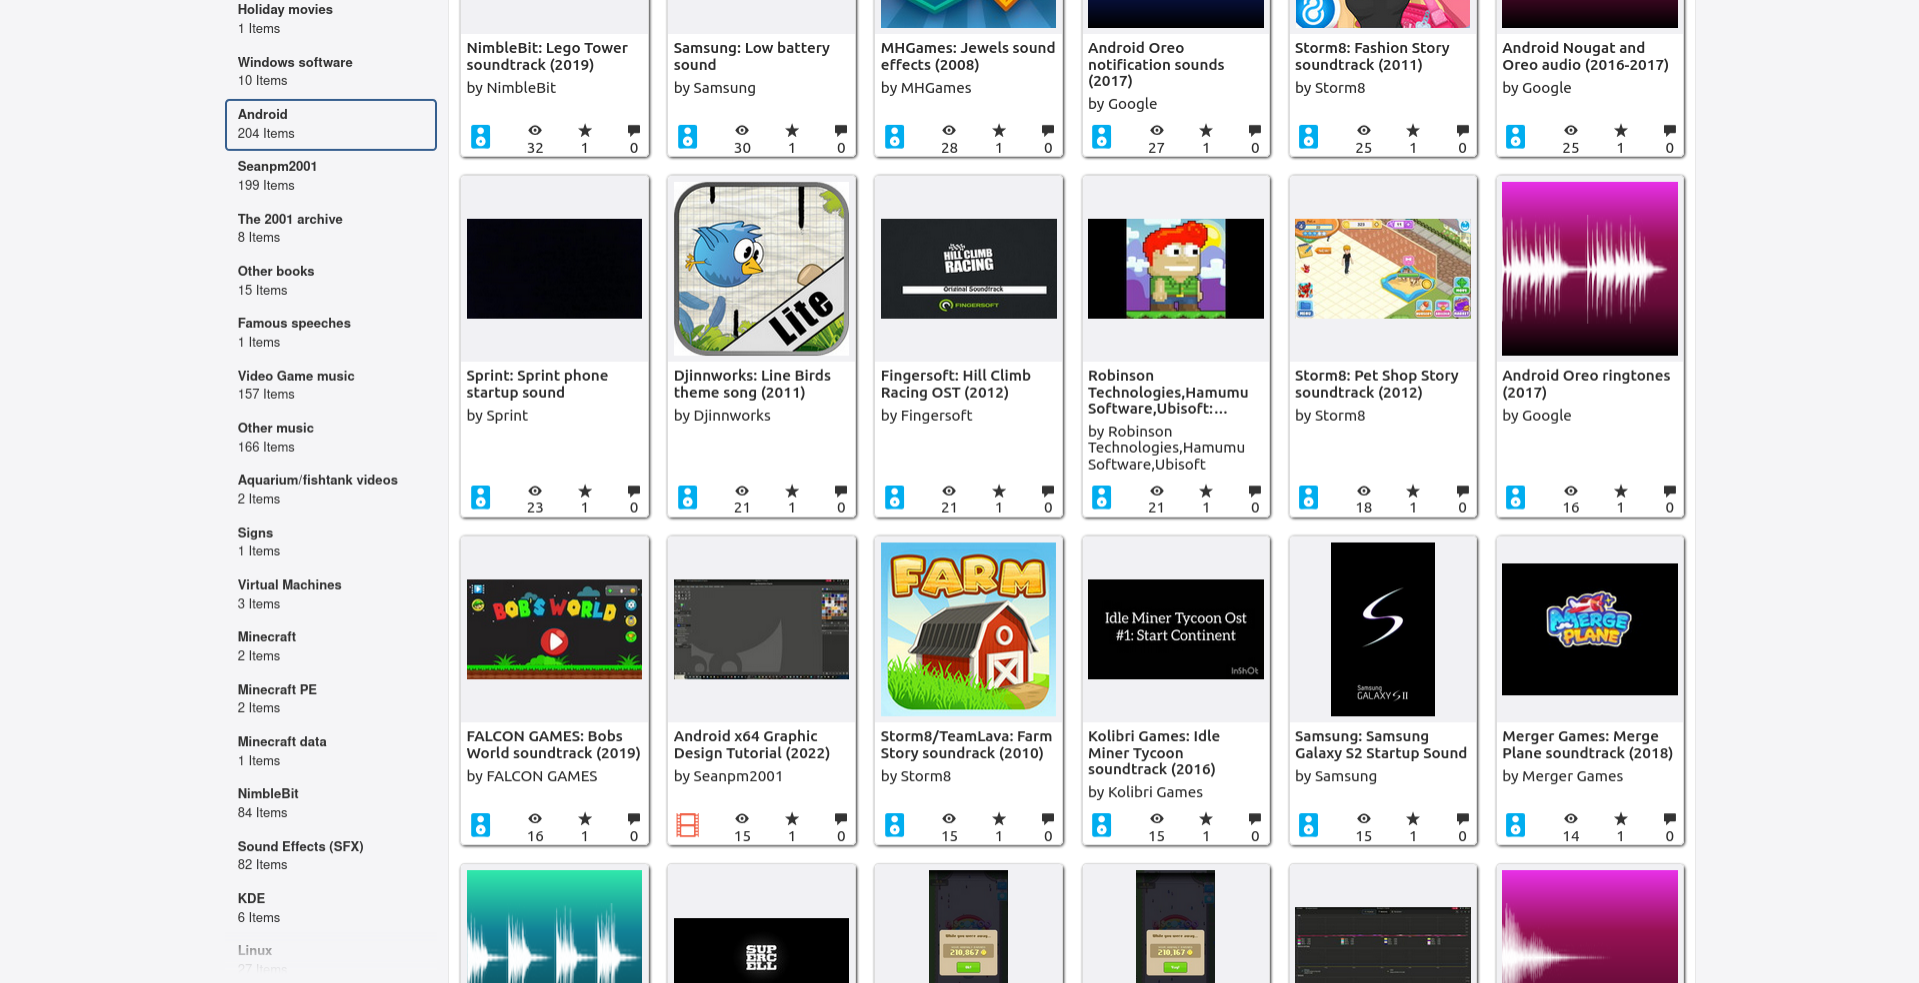 Holiday movies
1 Items
Windows software
10 Items
Android
204 Items
Seanpm2001
199 Items
The 2001 archive
8 Items
Other books
15 Items
Famous speeches
1 Items
Video Game music
157 Items
Other music
166 Items
Aquarium/fishtank videos
2 Items
Signs
1 Items
Virtual Machines
3 Items
Minecraft
2 Items
Minecraft PE
2 Items
Minecraft data
1 Items
NimbleBit
84 Items
Sound Effects (SFX)
82 Items
KDE
6 Items
Linux
27 Items
NimbleBit: Lego Tower
soundtrack (2019)
by NimbleBit
32 1 0
Samsung: Low battery
sound
by Samsung
30 1 0
MHGames: Jewels sound
effects (2008)
by MHGames
28 1 0
Android Oreo
notification sounds
(2017)
by Google
27 1 0
Storm8: Fashion Story
soundtrack (2011)
by Storm8
25 1 0
Android Nougat and
Oreo audio (2016-2017)
by Google
25 1 0
Sprint: Sprint phone
startup sound
by Sprint
23 1 0
Lite
Djinnworks: Line Birds
theme song (2011)
by Djinnworks
21 1 0
HILL CLIMB
RACING
Original Soundtrack
FINGERSOFT
Fingersoft: Hill Climb
Racing OST (2012)
by Fingersoft
21 1 0
Robinson
Technologies,Hamumu
Software,Ubisoft:...
by Robinson
Technologies,Hamumu
Software,Ubisoft
21 1 0
Storm8: Pet Shop Story
soundtrack (2012)
by Storm8
18 1 0
Android Oreo ringtones
(2017)
by Google
16 1 0
BOB'S WORLD
FALCON GAMES: Bobs
World soundtrack (2019)
by FALCON GAMES
16 1 0
Android x64 Graphic
Design Tutorial (2022)
by Seanpm2001
15 1 0
FARM
Storm8/TeamLava: Farm
Story soundrack (2010)
by Storm8
15 1 0
Idle Miner Tycoon Ost
#1: Start Continent
InShOt
Kolibri Games: Idle
Miner Tycoon
soundtrack (2016)
by Kolibri Games
15 1 0
Samsung
GALAXY S II
Samsung: Samsung
Galaxy S2 Startup Sound
by Samsung
15 1 0
MERGE
PLANE
Merger Games: Merge
Plane soundtrack (2018)
by Merger Games
14 1 0
SUP
ERC
ELL
While you were away...
210,867
While you were away...
210,167